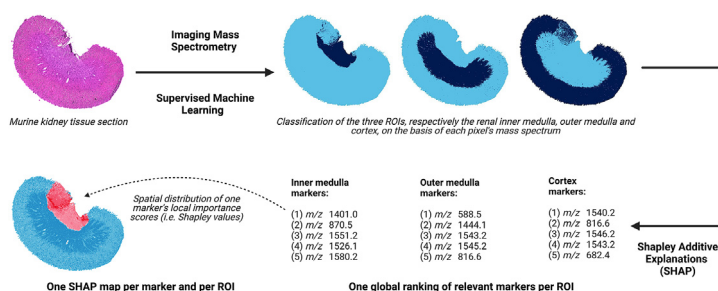 Imaging Mass
Spectrometry
Supervised Machine
Learning
Murine kidney tissue section
Classification of the three ROIs, respectively the renal inner medulla, outer medulla and
cortex, on the basis of each pixel's mass spectrum
Spatial distribution of one
marker's local importance
scores (i.e. Shapley values)
Inner medulla
markers:
(1) m/z 1401.0
(2) m/z 870.5
(3) m/z 1551.2
(4) m/z 1526.1
(5) m/z 1580.2
Outer medulla
markers:
(1) m/z 588.5
(2) m/z 1444.1
(3) m/z 1543.2
(4) m/z 1545.2
(5) m/z 816.6
Cortex
markers:
(1) m/z 1540.2
(2) m/z 816.6
(3) m/z 1546.2
(4) m/z 1543.2
(5) m/z 682.4
Shapley Additive
Explanations
(SHAP)
One SHAP map per marker and per ROI
One global ranking of relevant markers per ROI